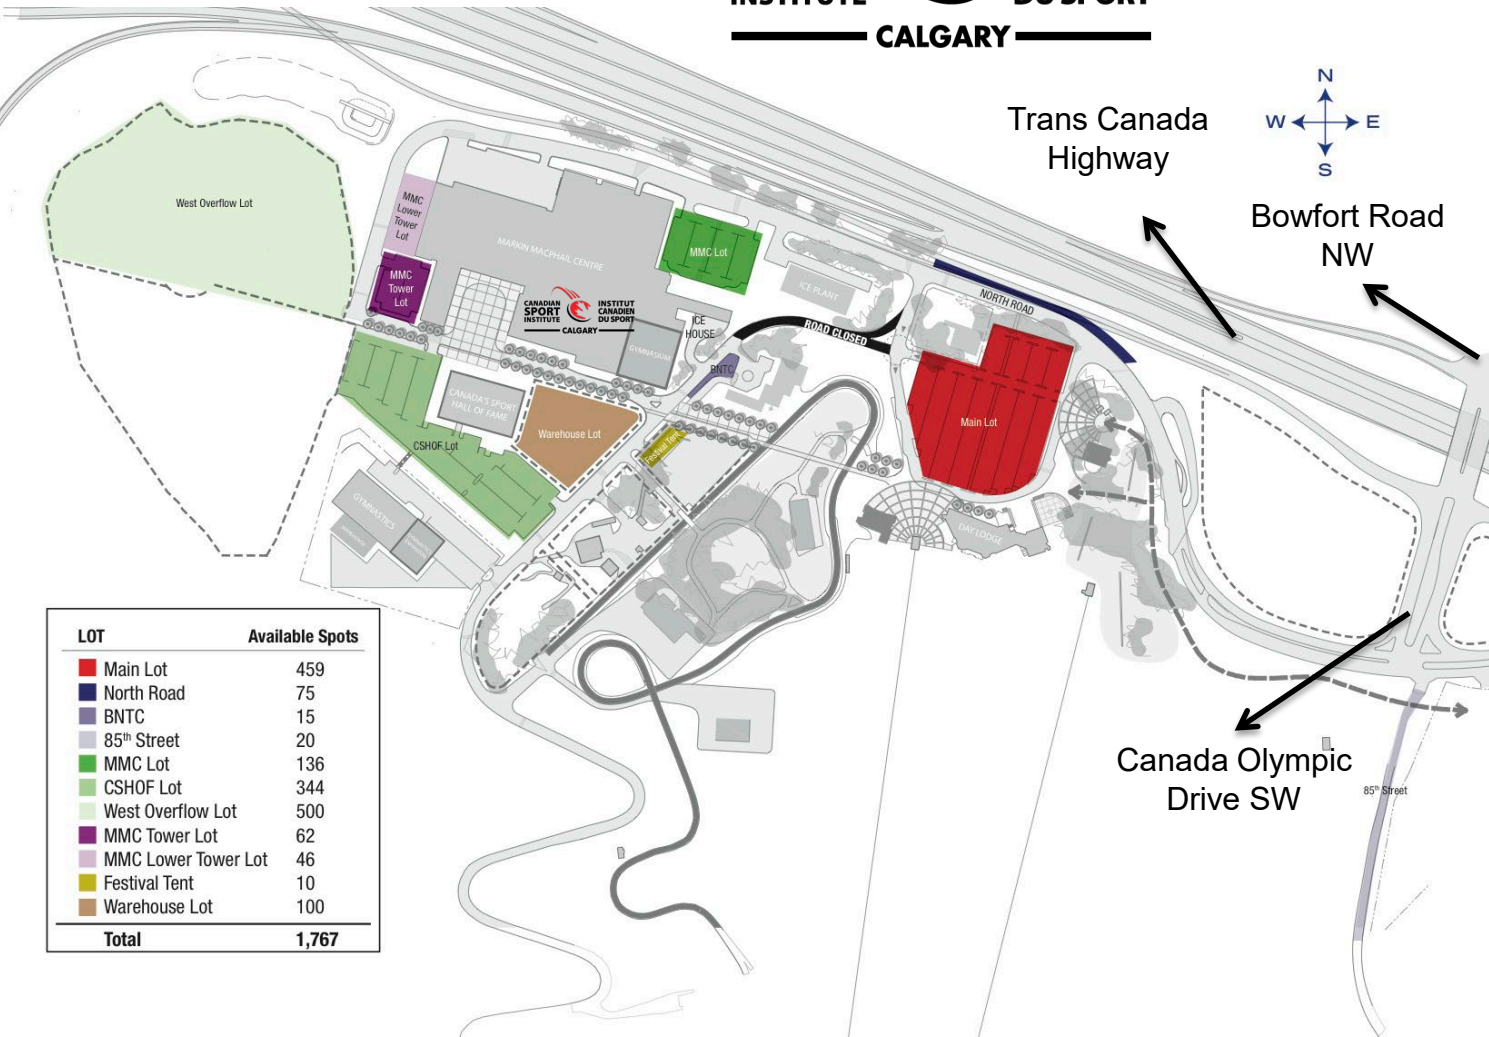 INSTITUTE DU SPORT
CALGARY
N
W E
S
Trans Canada
Highway
Bowfort Road
NW
West Overflow Lot
MMC
Lower
Tower
Lot
MMC
Tower
Lot
MARKIN MACPHAIL CENTRE
MMC Lot
ICE PLANT
NORTH ROAD
CANADIAN
SPORT
INSTITUTE
INSTITUT
CANADIEN
DU SPORT
CALGARY
ICE
HOUSE
GYMNASIUM
ROAD CLOSED
BNTC
CANADA'S SPORT
HALL OF FAME
Warehouse Lot
Festival Tent
Main Lot
CSHOF Lot
GYMNASTICS
DAY LODGE
Canada Olympic
Drive SW
85th Street
LOT Available Spots
Main Lot 459
North Road 75
BNTC 15
85th Street 20
MMC Lot 136
CSHOF Lot 344
West Overflow Lot 500
MMC Tower Lot 62
MMC Lower Tower Lot 46
Festival Tent 10
Warehouse Lot 100
Total 1,767